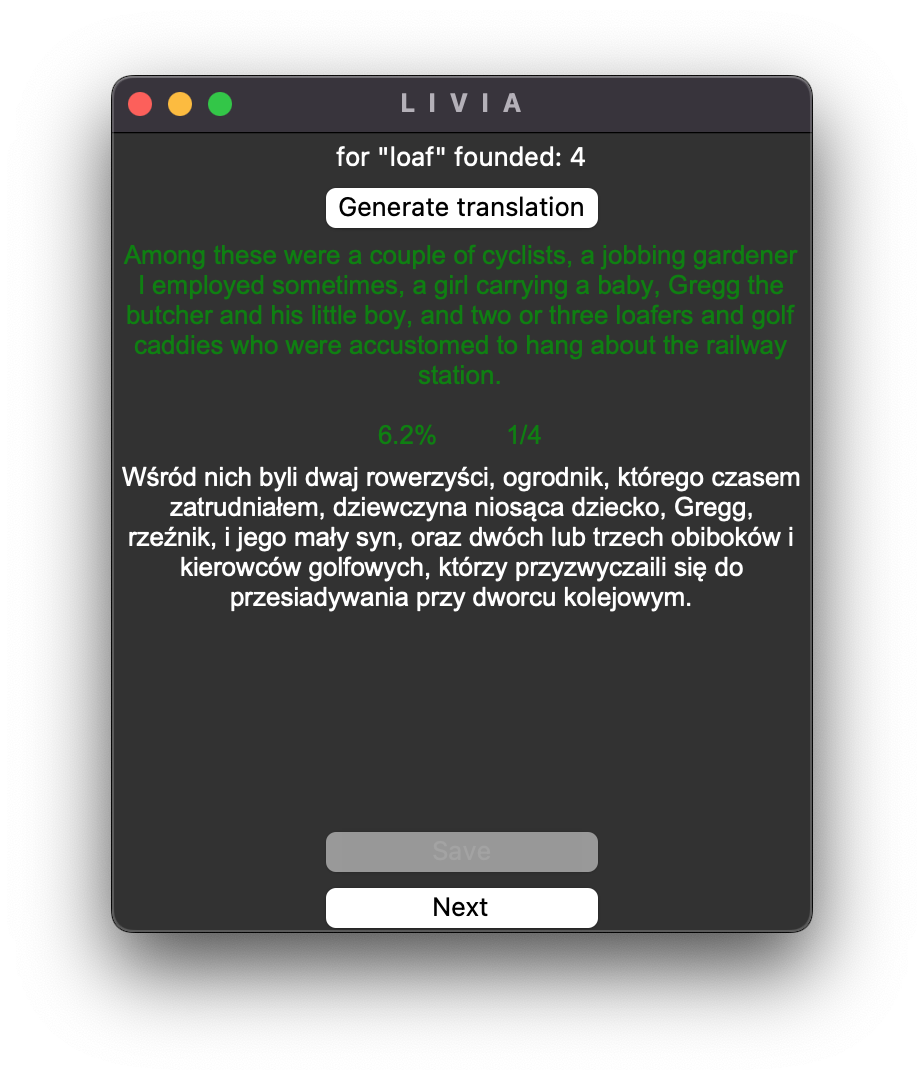 L I V I A
for "loaf" founded: 4
Generate translation
Among these were a couple of cyclists, a jobbing gardener
I employed sometimes, a girl carrying a baby, Gregg the
butcher and his little boy, and two or three loafers and golf
caddies who were accustomed to hang about the railway
station.
6.2% 1/4
Wśród nich byli dwaj rowerzyści, ogrodnik, którego czasem
zatrudniałem, dziewczyna niosąca dziecko, Gregg,
rzeźnik, i jego mały syn, oraz dwóch lub trzech obiboków i
kierowców golfowych, którzy przyzwyczaili się do
przesiadywania przy dworcu kolejowym.
Save
Next